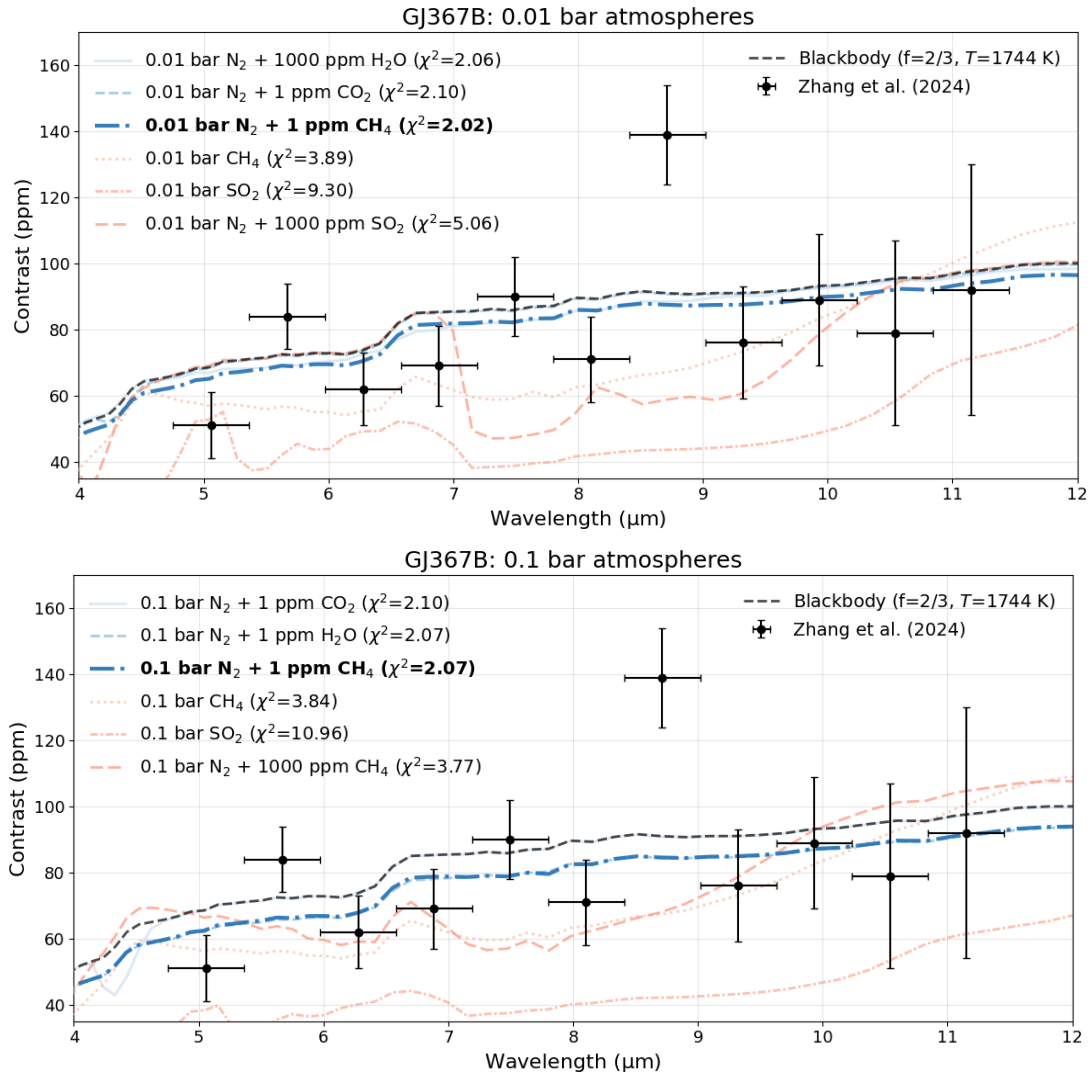 GJ367B: 0.01 bar atmospheres
0.01 bar N₂ + 1000 ppm H₂O (χ²=2.06)
0.01 bar N₂ + 1 ppm CO₂ (χ²=2.10)
0.01 bar N₂ + 1 ppm CH₄ (χ²=2.02)
0.01 bar CH₄ (χ²=3.89)
0.01 bar SO₂ (χ²=9.30)
0.01 bar N₂ + 1000 ppm SO₂ (χ²=5.06)
Blackbody (f=2/3, T=1744 K)
Zhang et al. (2024)
Contrast (ppm)
160
140
120
100
80
60
40
4 5 6 7 8 9 10 11 12
Wavelength (μm)
GJ367B: 0.1 bar atmospheres
0.1 bar N₂ + 1 ppm CO₂ (χ²=2.10)
0.1 bar N₂ + 1 ppm H₂O (χ²=2.07)
0.1 bar N₂ + 1 ppm CH₄ (χ²=2.07)
0.1 bar CH₄ (χ²=3.84)
0.1 bar SO₂ (χ²=10.96)
0.1 bar N₂ + 1000 ppm CH₄ (χ²=3.77)
Blackbody (f=2/3, T=1744 K)
Zhang et al. (2024)
Contrast (ppm)
160
140
120
100
80
60
40
4 5 6 7 8 9 10 11 12
Wavelength (μm)